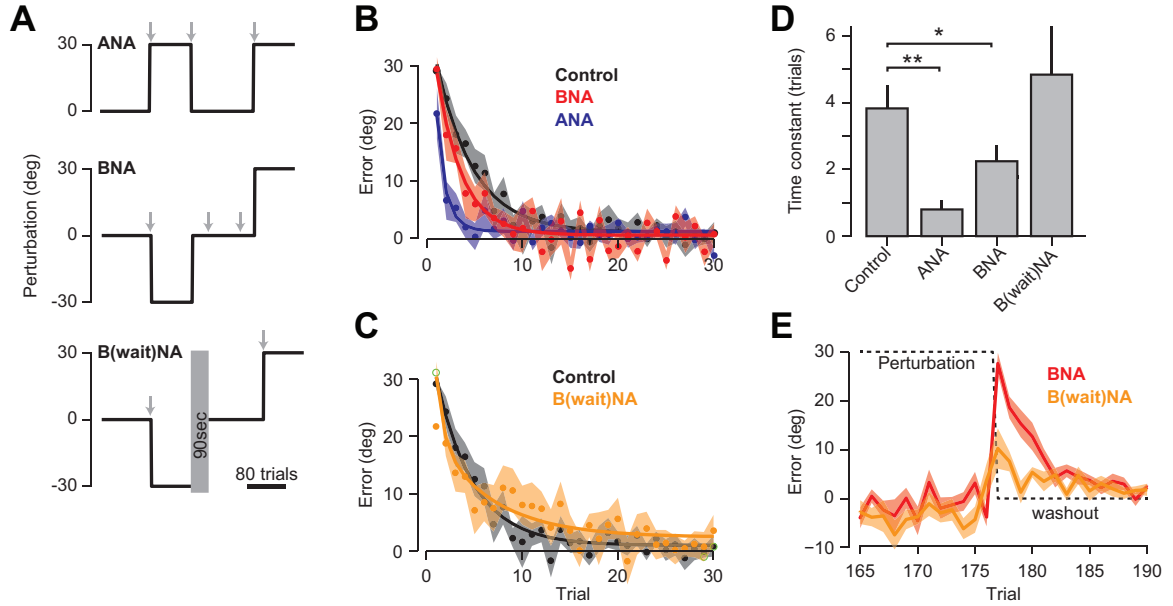 A
ANA
30
0
BNA
30
0
-30
Perturbation (deg)
B(wait)NA
30
0
-30
90sec
80 trials
B
Error (deg)
30
20
10
0
0
10
20
30
Control
BNA
ANA
C
Error (deg)
30
20
10
0
0
10
20
30
Trial
Control
B(wait)NA
D
Time constant (trials)
6
4
2
0
*
**
Control
ANA
BNA
B(wait)NA
E
Error (deg)
30
20
10
0
−10
165
170
175
180
185
190
Trial
Perturbation
BNA
B(wait)NA
washout